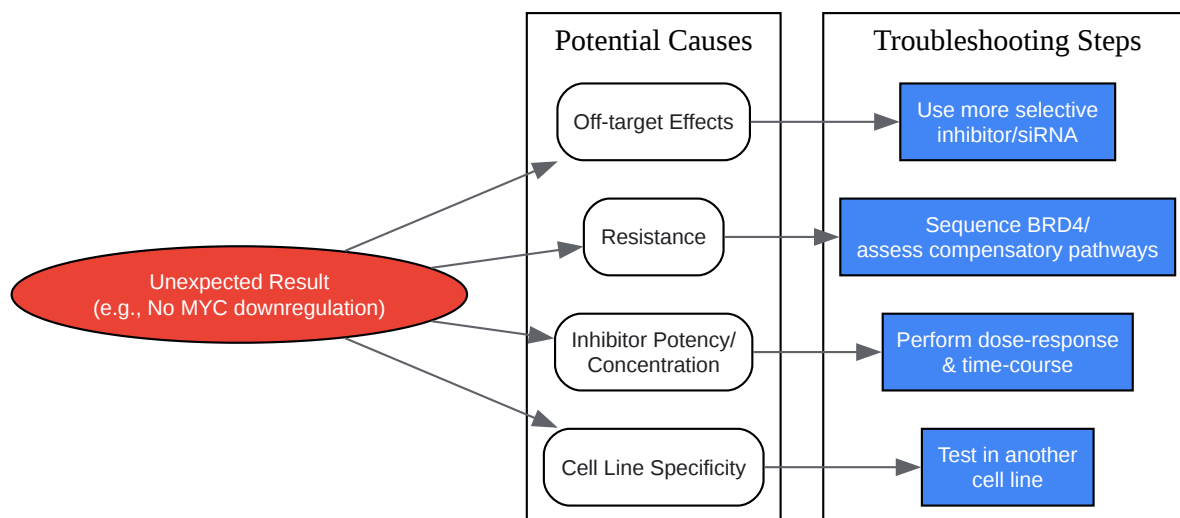 Potential Causes
Troubleshooting Steps
Off-target Effects
Use more selective
inhibitor/siRNA
Resistance
Sequence BRD4/
assess compensatory pathways
Unexpected Result
(e.g., No MYC downregulation)
Inhibitor Potency/
Concentration
Perform dose-response
& time-course
Cell Line Specificity
Test in another
cell line